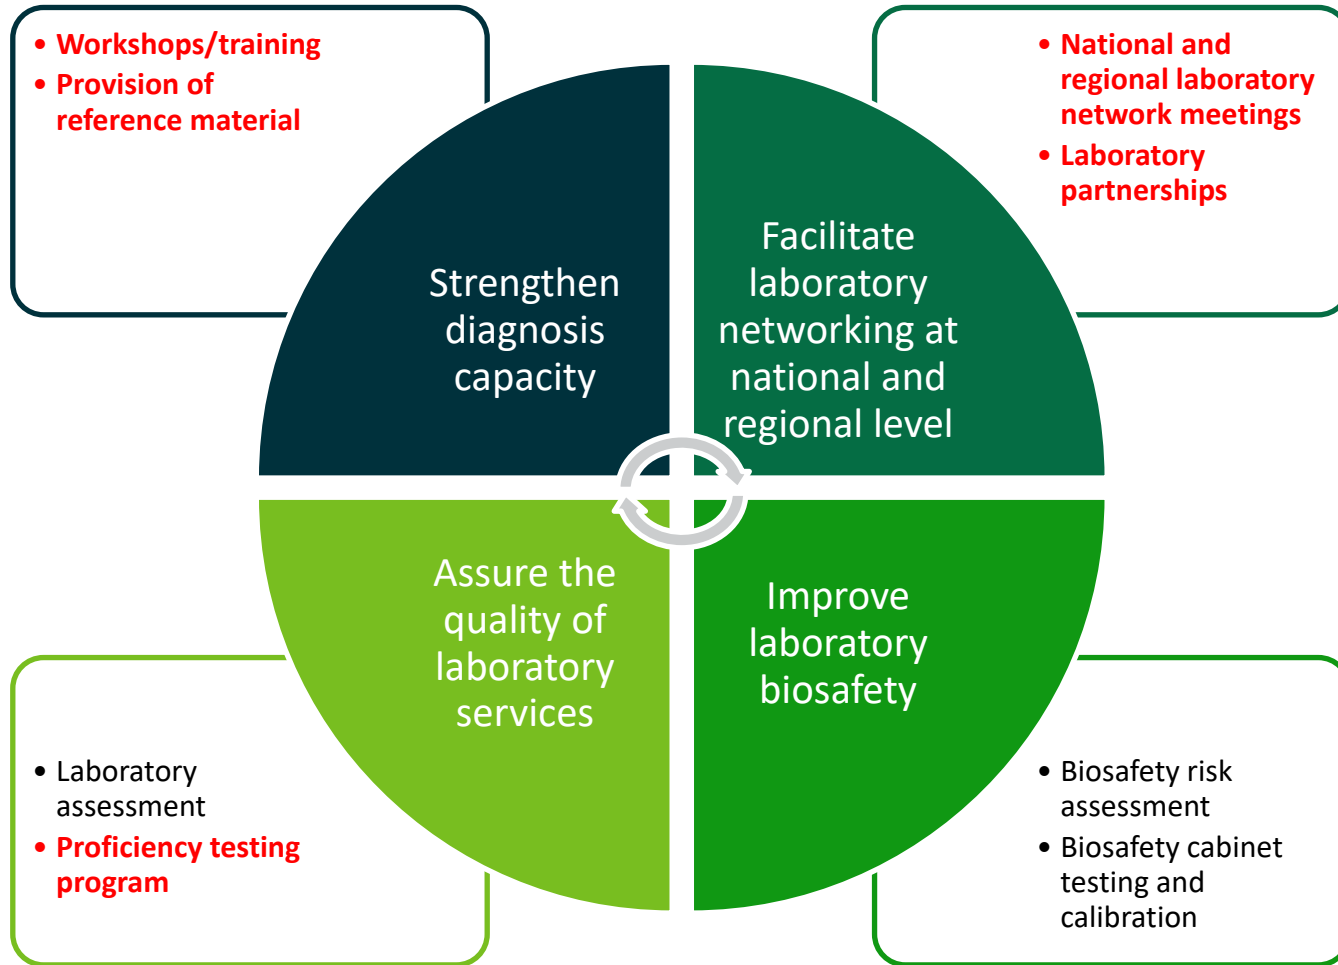 • Workshops/training
• Provision of
reference material
• National and
regional laboratory
network meetings
• Laboratory
partnerships
Strengthen
diagnosis
capacity
Facilitate
laboratory
networking at
national and
regional level
Assure the
quality of
laboratory
services
Improve
laboratory
biosafety
• Laboratory
assessment
• Proficiency testing
program
• Biosafety risk
assessment
• Biosafety cabinet
testing and
calibration